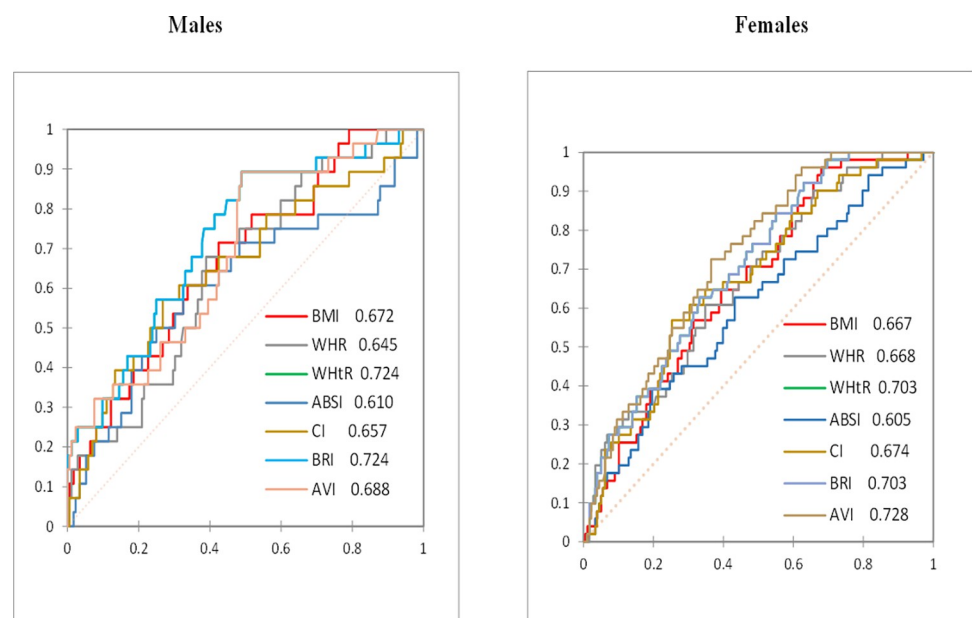 Males
1
0.9
0.8
0.7
0.6
0.5
0.4
0.3
0.2
0.1
0
0 0.2 0.4 0.6 0.8 1
BMI 0.672
WHR 0.645
WHtR 0.724
ABSI 0.610
CI 0.657
BRI 0.724
AVI 0.688
Females
1
0.9
0.8
0.7
0.6
0.5
0.4
0.3
0.2
0.1
0
0 0.2 0.4 0.6 0.8 1
BMI 0.667
WHR 0.668
WHtR 0.703
ABSI 0.605
CI 0.674
BRI 0.703
AVI 0.728